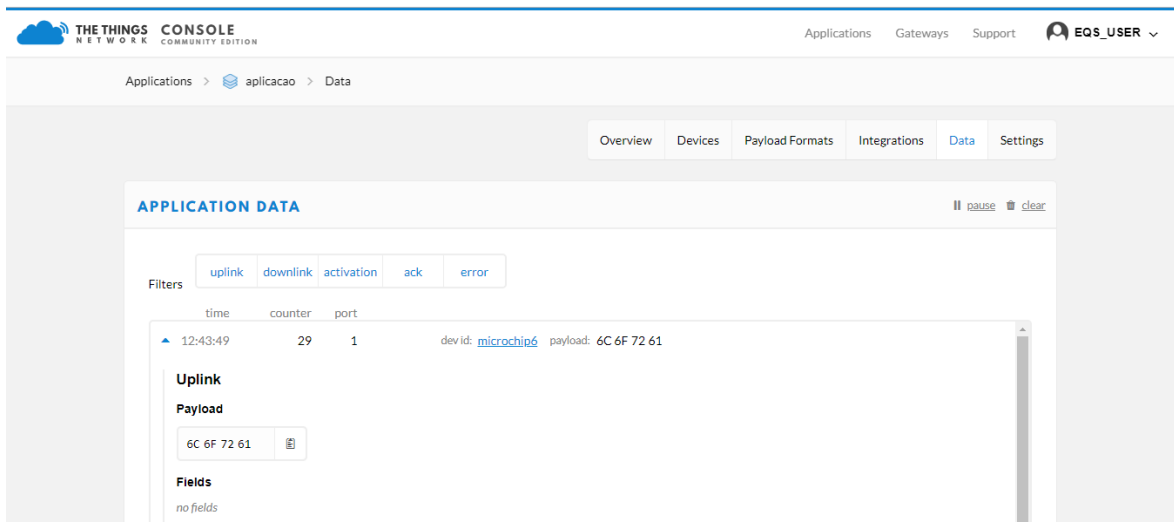 THE THINGS NETWORK CONSOLE COMMUNITY EDITION
Applications Gateways Support EQS_USER
Applications > aplicacao > Data
Overview Devices Payload Formats Integrations Data Settings
APPLICATION DATA pause clear
Filters uplink downlink activation ack error
time counter port
12:43:49 29 1 dev id: microchip6 payload: 6C 6F 72 61
Uplink
Payload
6C 6F 72 61
Fields
no fields